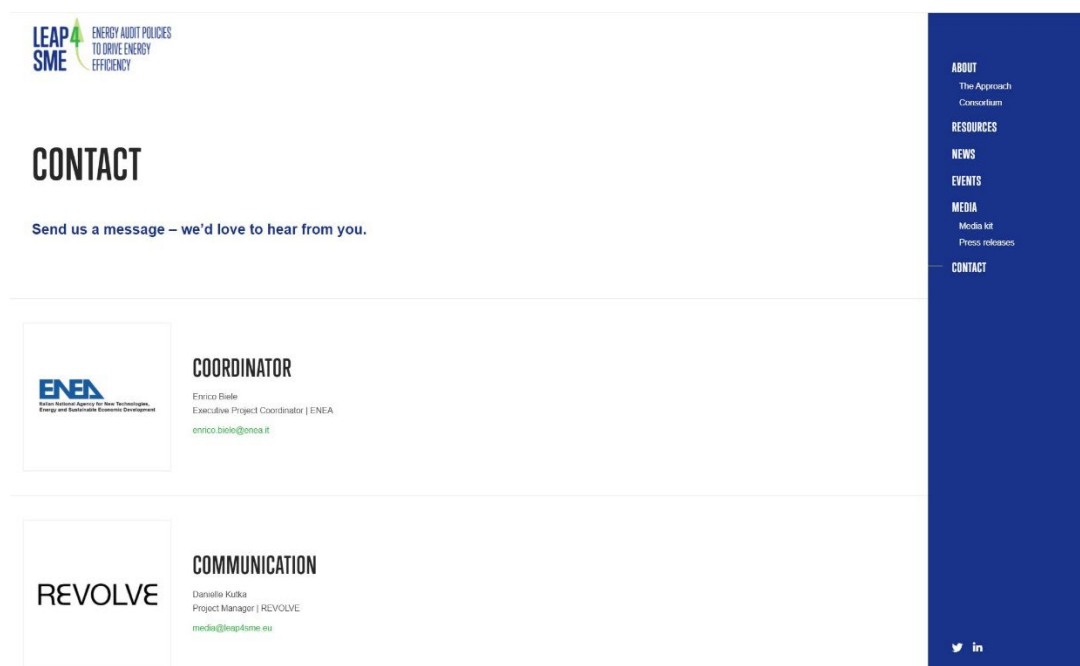 LEAP4
SME
ENERGY AUDIT POLICIES
TO DRIVE ENERGY
EFFICIENCY
CONTACT
Send us a message – we'd love to hear from you.
ENEA
Italian National Agency for New Technologies,
Energy and Sustainable Economic Development
COORDINATOR
Enrico Biele
Executive Project Coordinator | ENEA
enrico.biele@enea.it
REVOLVE
COMMUNICATION
Danielle Kutka
Project Manager | REVOLVE
media@leap4sme.eu
ABOUT
The Approach
Consortium
RESOURCES
NEWS
EVENTS
MEDIA
Media kit
Press releases
CONTACT
in